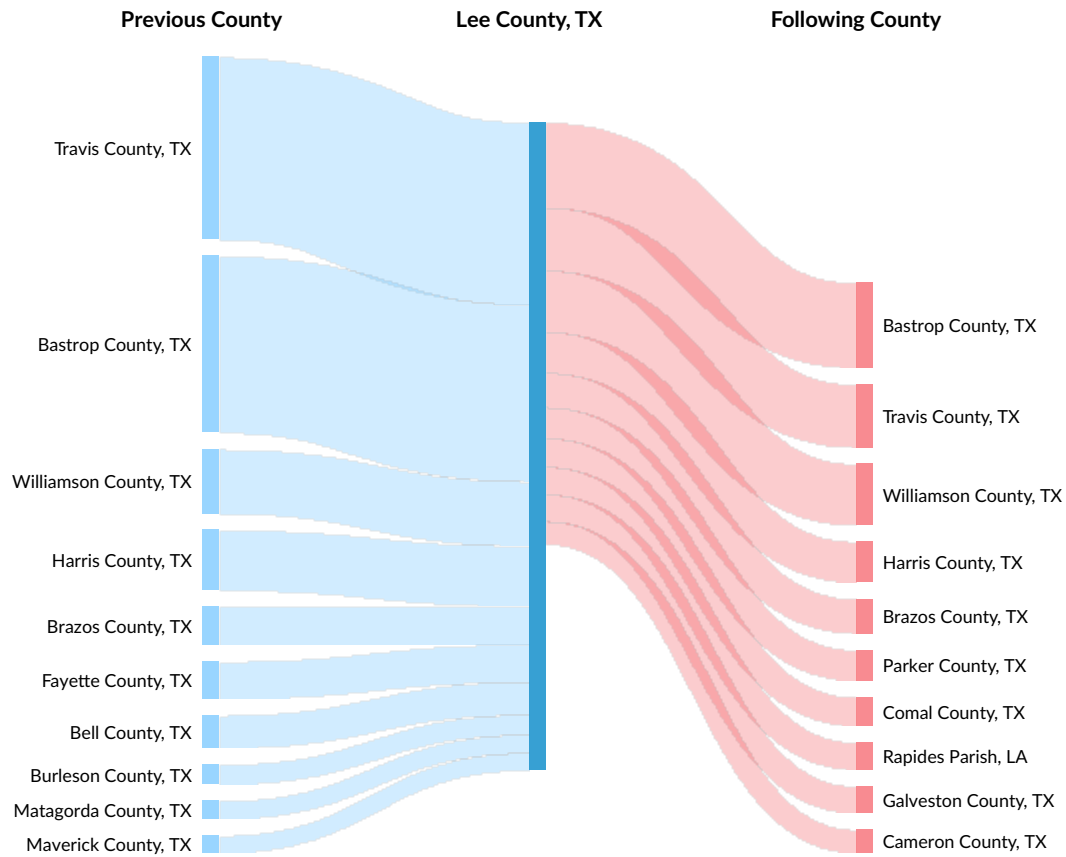 Previous County
Lee County, TX
Following County
Travis County, TX
Bastrop County, TX
Williamson County, TX
Harris County, TX
Brazos County, TX
Fayette County, TX
Bell County, TX
Burleson County, TX
Matagorda County, TX
Maverick County, TX
Bastrop County, TX
Travis County, TX
Williamson County, TX
Harris County, TX
Brazos County, TX
Parker County, TX
Comal County, TX
Rapides Parish, LA
Galveston County, TX
Cameron County, TX